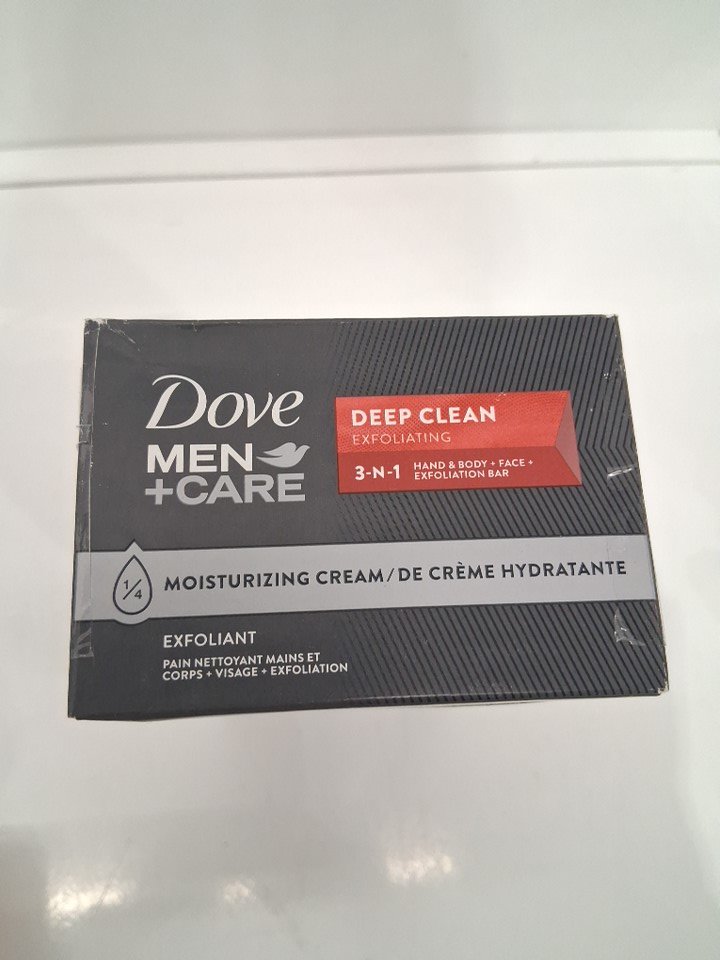 Dove
MEN
+CARE
DEEP CLEAN
EXFOLIATING
3-N-1 HAND & BODY + FACE +
EXFOLIATION BAR
1/4 MOISTURIZING CREAM/DE CRÈME HYDRATANTE
EXFOLIANT
PAIN NETTOYANT MAINS ET
CORPS + VISAGE + EXFOLIATION